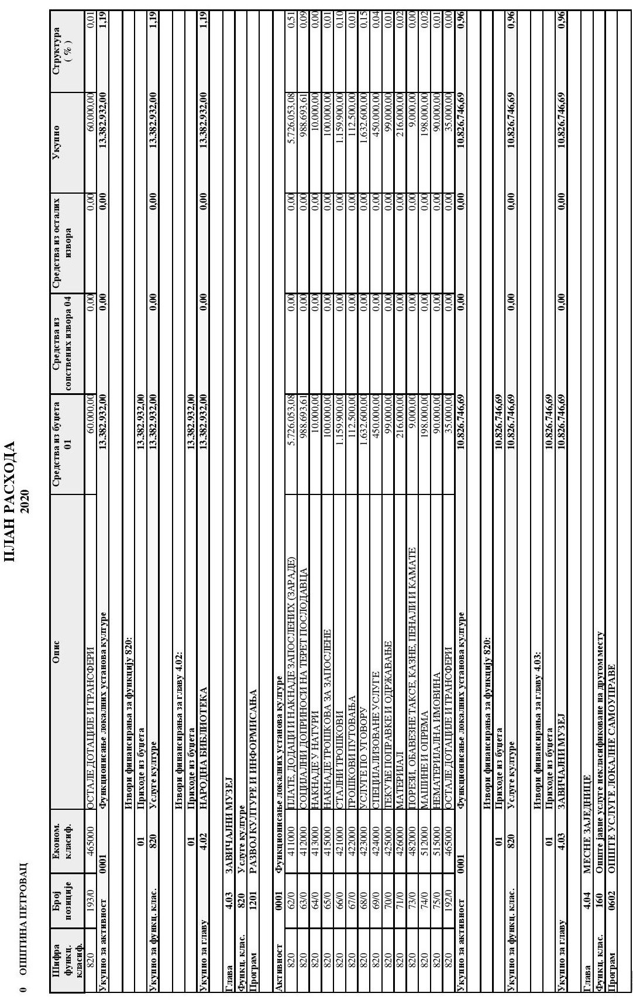 0 ОПШТИНА ПЕТРОВАЦ
ПЛАН РАСХОДА
2020
Шифра функц. класиф. Број позиције Економ. класиф. Опис Средства из буџета 01 Средства из сопствених извора 04 Средства из осталих извора Укупно Структура ( % )
820 193/0 465000 ОСТАЛЕ ДОТАЦИЈЕ И ТРАНСФЕРИ 60.000,00 0,00 0,00 60.000,00 0,01
Укупно за активност 0001 Функционисање локалних установа културе 13.382.932,00 0,00 0,00 13.382.932,00 1,19
Извори финансирања за функцију 820:
01 Приходе из буџета 13.382.932,00
Укупно за функц. клас. 820 Услуге културе 13.382.932,00 0,00 0,00 13.382.932,00 1,19
Извори финансирања за главу 4.02:
01 Приходе из буџета 13.382.932,00
Укупно за главу 4.02 НАРОДНА БИБЛИОТЕКА 13.382.932,00 0,00 0,00 13.382.932,00 1,19
Глава 4.03 ЗАВИЧАЈНИ МУЗЕЈ
Функц. клас. 820 Услуге културе
Програм 1201 РАЗВОЈ КУЛТУРЕ И ИНФОРМИСАЊА
Активност 0001 Функционисање локалних установа културе
820 62/0 411000 ПЛАТЕ, ДОДАЦИ И НАКНАДЕ ЗАПОСЛЕНИХ (ЗАРАДЕ) 5.726.053,08 0,00 0,00 5.726.053,08 0,51
820 63/0 412000 СОЦИЈАЛНИ ДОПРИНОСИ НА ТЕРЕТ ПОСЛОДАВЦА 988.693,61 0,00 0,00 988.693,61 0,09
820 64/0 413000 НАКНАДЕ У НАТУРИ 10.000,00 0,00 0,00 10.000,00 0,00
820 65/0 415000 НАКНАДЕ ТРОШКОВА ЗА ЗАПОСЛЕНЕ 100.000,00 0,00 0,00 100.000,00 0,01
820 66/0 421000 СТАЛНИ ТРОШКОВИ 1.159.900,00 0,00 0,00 1.159.900,00 0,10
820 67/0 422000 ТРОШКОВИ ПУТОВАЊА 112.500,00 0,00 0,00 112.500,00 0,01
820 68/0 423000 УСЛУГЕ ПО УГОВОРУ 1.632.600,00 0,00 0,00 1.632.600,00 0,15
820 69/0 424000 СПЕЦИЈАЛИЗОВАНЕ УСЛУГЕ 450.000,00 0,00 0,00 450.000,00 0,04
820 70/0 425000 ТЕКУЋЕ ПОПРАВКЕ И ОДРЖАВАЊЕ 99.000,00 0,00 0,00 99.000,00 0,01
820 71/0 426000 МАТЕРИЈАЛ 216.000,00 0,00 0,00 216.000,00 0,02
820 73/0 482000 ПОРЕЗИ, ОБАВЕЗНЕ ТАКСЕ, КАЗНЕ, ПЕНАЛИ И КАМАТЕ 9.000,00 0,00 0,00 9.000,00 0,00
820 74/0 512000 МАШИНЕ И ОПРЕМА 198.000,00 0,00 0,00 198.000,00 0,02
820 75/0 515000 НЕМАТЕРИЈАЛНА ИМОВИНА 90.000,00 0,00 0,00 90.000,00 0,01
820 192/0 465000 ОСТАЛЕ ДОТАЦИЈЕ И ТРАНСФЕРИ 35.000,00 0,00 0,00 35.000,00 0,00
Укупно за активност 0001 Функционисање локалних установа културе 10.826.746,69 0,00 0,00 10.826.746,69 0,96
Извори финансирања за функцију 820:
01 Приходе из буџета 10.826.746,69
Укупно за функц. клас. 820 Услуге културе 10.826.746,69 0,00 0,00 10.826.746,69 0,96
Извори финансирања за главу 4.03:
01 Приходе из буџета 10.826.746,69
Укупно за главу 4.03 ЗАВИЧАЈНИ МУЗЕЈ 10.826.746,69 0,00 0,00 10.826.746,69 0,96
Глава 4.04 МЕСНЕ ЗАЈЕДНИЦЕ
Функц. клас. 160 Опште јавне услуге некласификоване на другом месту
Програм 0602 ОПШТЕ УСЛУГЕ ЛОКАЛНЕ САМОУПРАВЕ